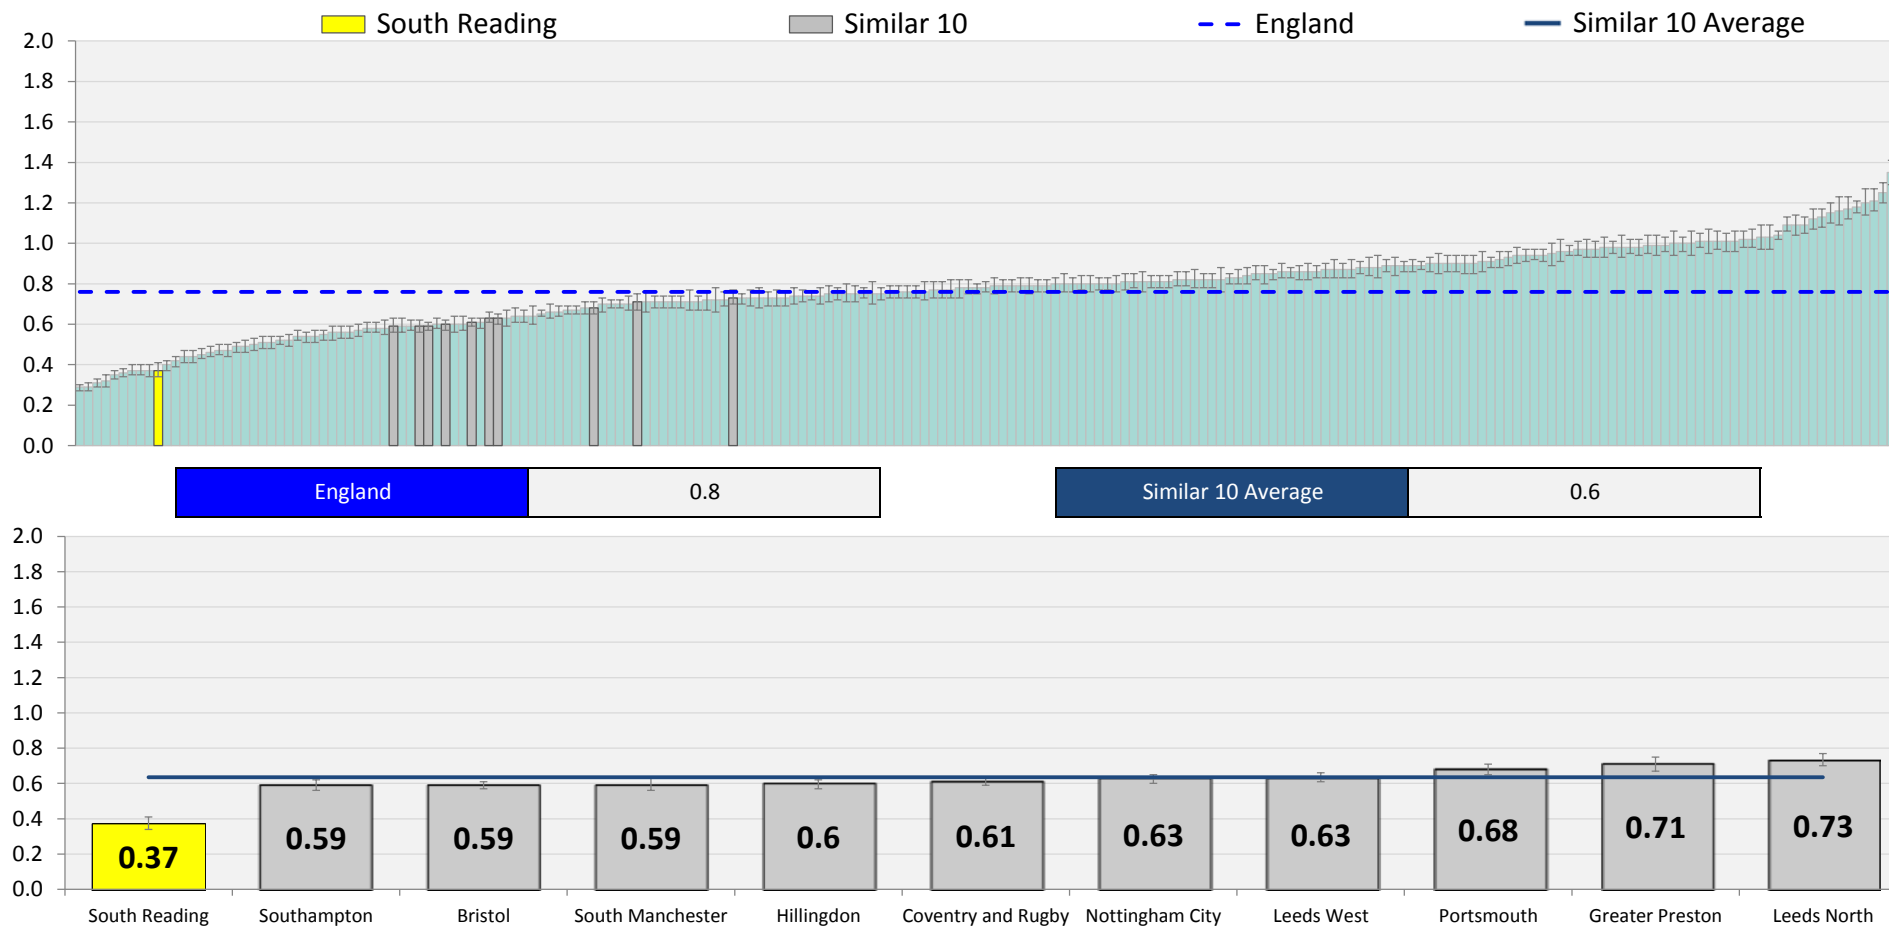 South Reading
Similar 10
England
Similar 10 Average
2.0
1.8
1.6
1.4
1.2
1.0
0.8
0.6
0.4
0.2
0.0
England 0.8
Similar 10 Average 0.6
2.0
1.8
1.6
1.4
1.2
1.0
0.8
0.6
0.4
0.2
0.0
0.37 0.59 0.59 0.59 0.6 0.61 0.63 0.63 0.68 0.71 0.73
South Reading Southampton Bristol South Manchester Hillingdon Coventry and Rugby Nottingham City Leeds West Portsmouth Greater Preston Leeds North